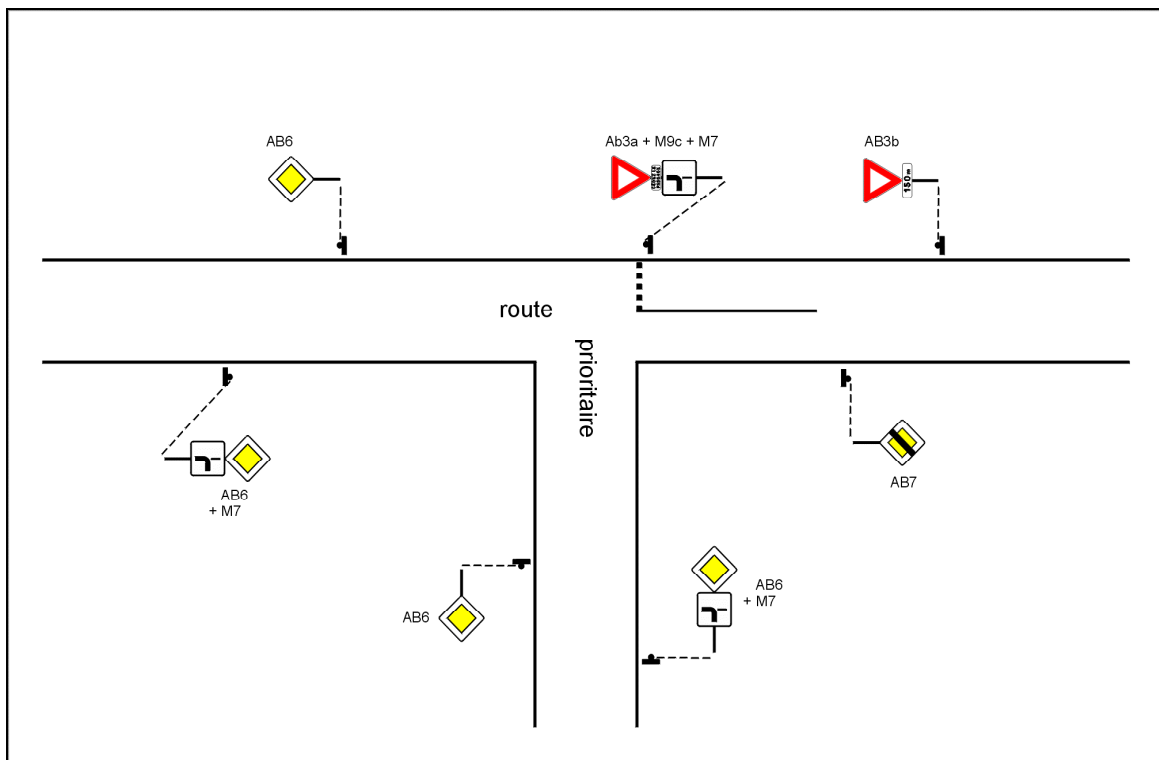 AB6
Ab3a + M9c + M7
AB3b
150 m
route
prioritaire
AB6
+ M7
AB7
AB6
AB6
+ M7